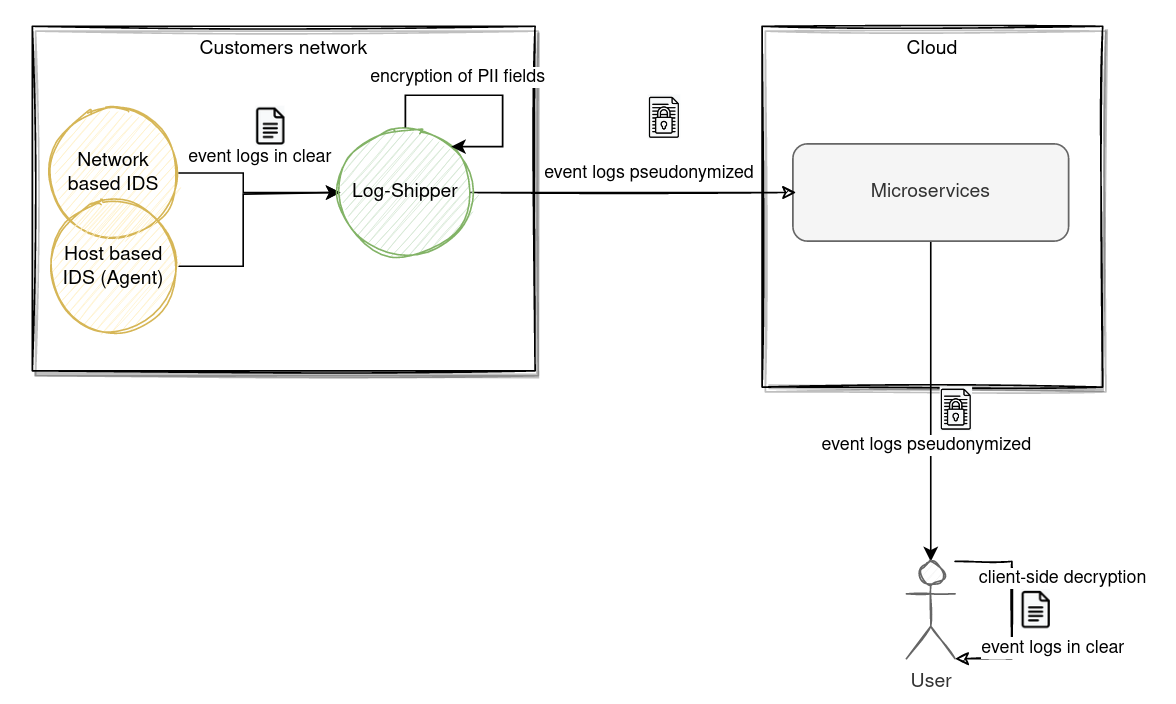 Customers network
Cloud
encryption of PII fields
event logs in clear
event logs pseudonymized
Network
based IDS
Log-Shipper
Microservices
Host based
IDS (Agent)
event logs pseudonymized
client-side decryption
event logs in clear
User